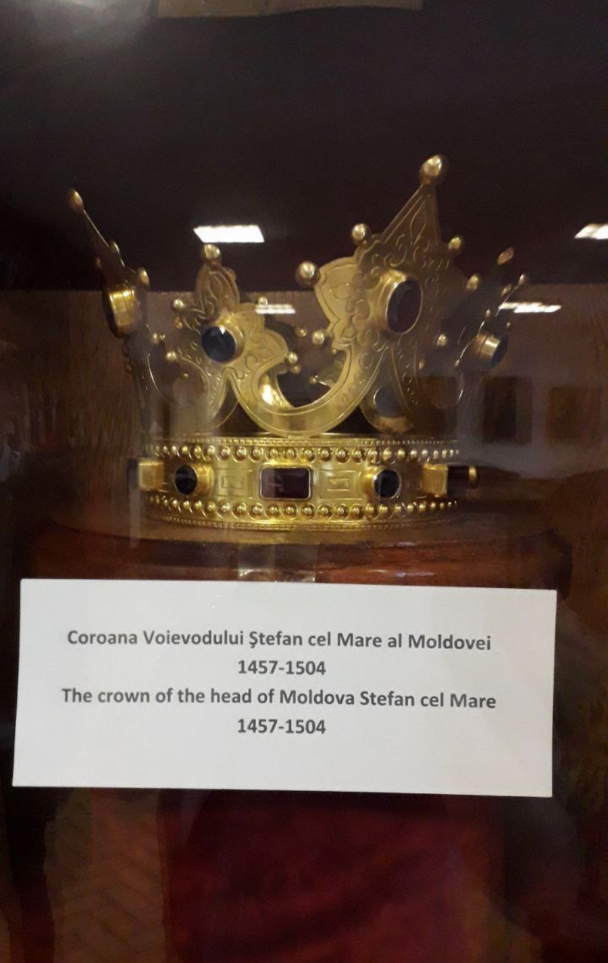 Coroana Voievodului Ştefan cel Mare al Moldovei
1457-1504
The crown of the head of Moldova Stefan cel Mare
1457-1504